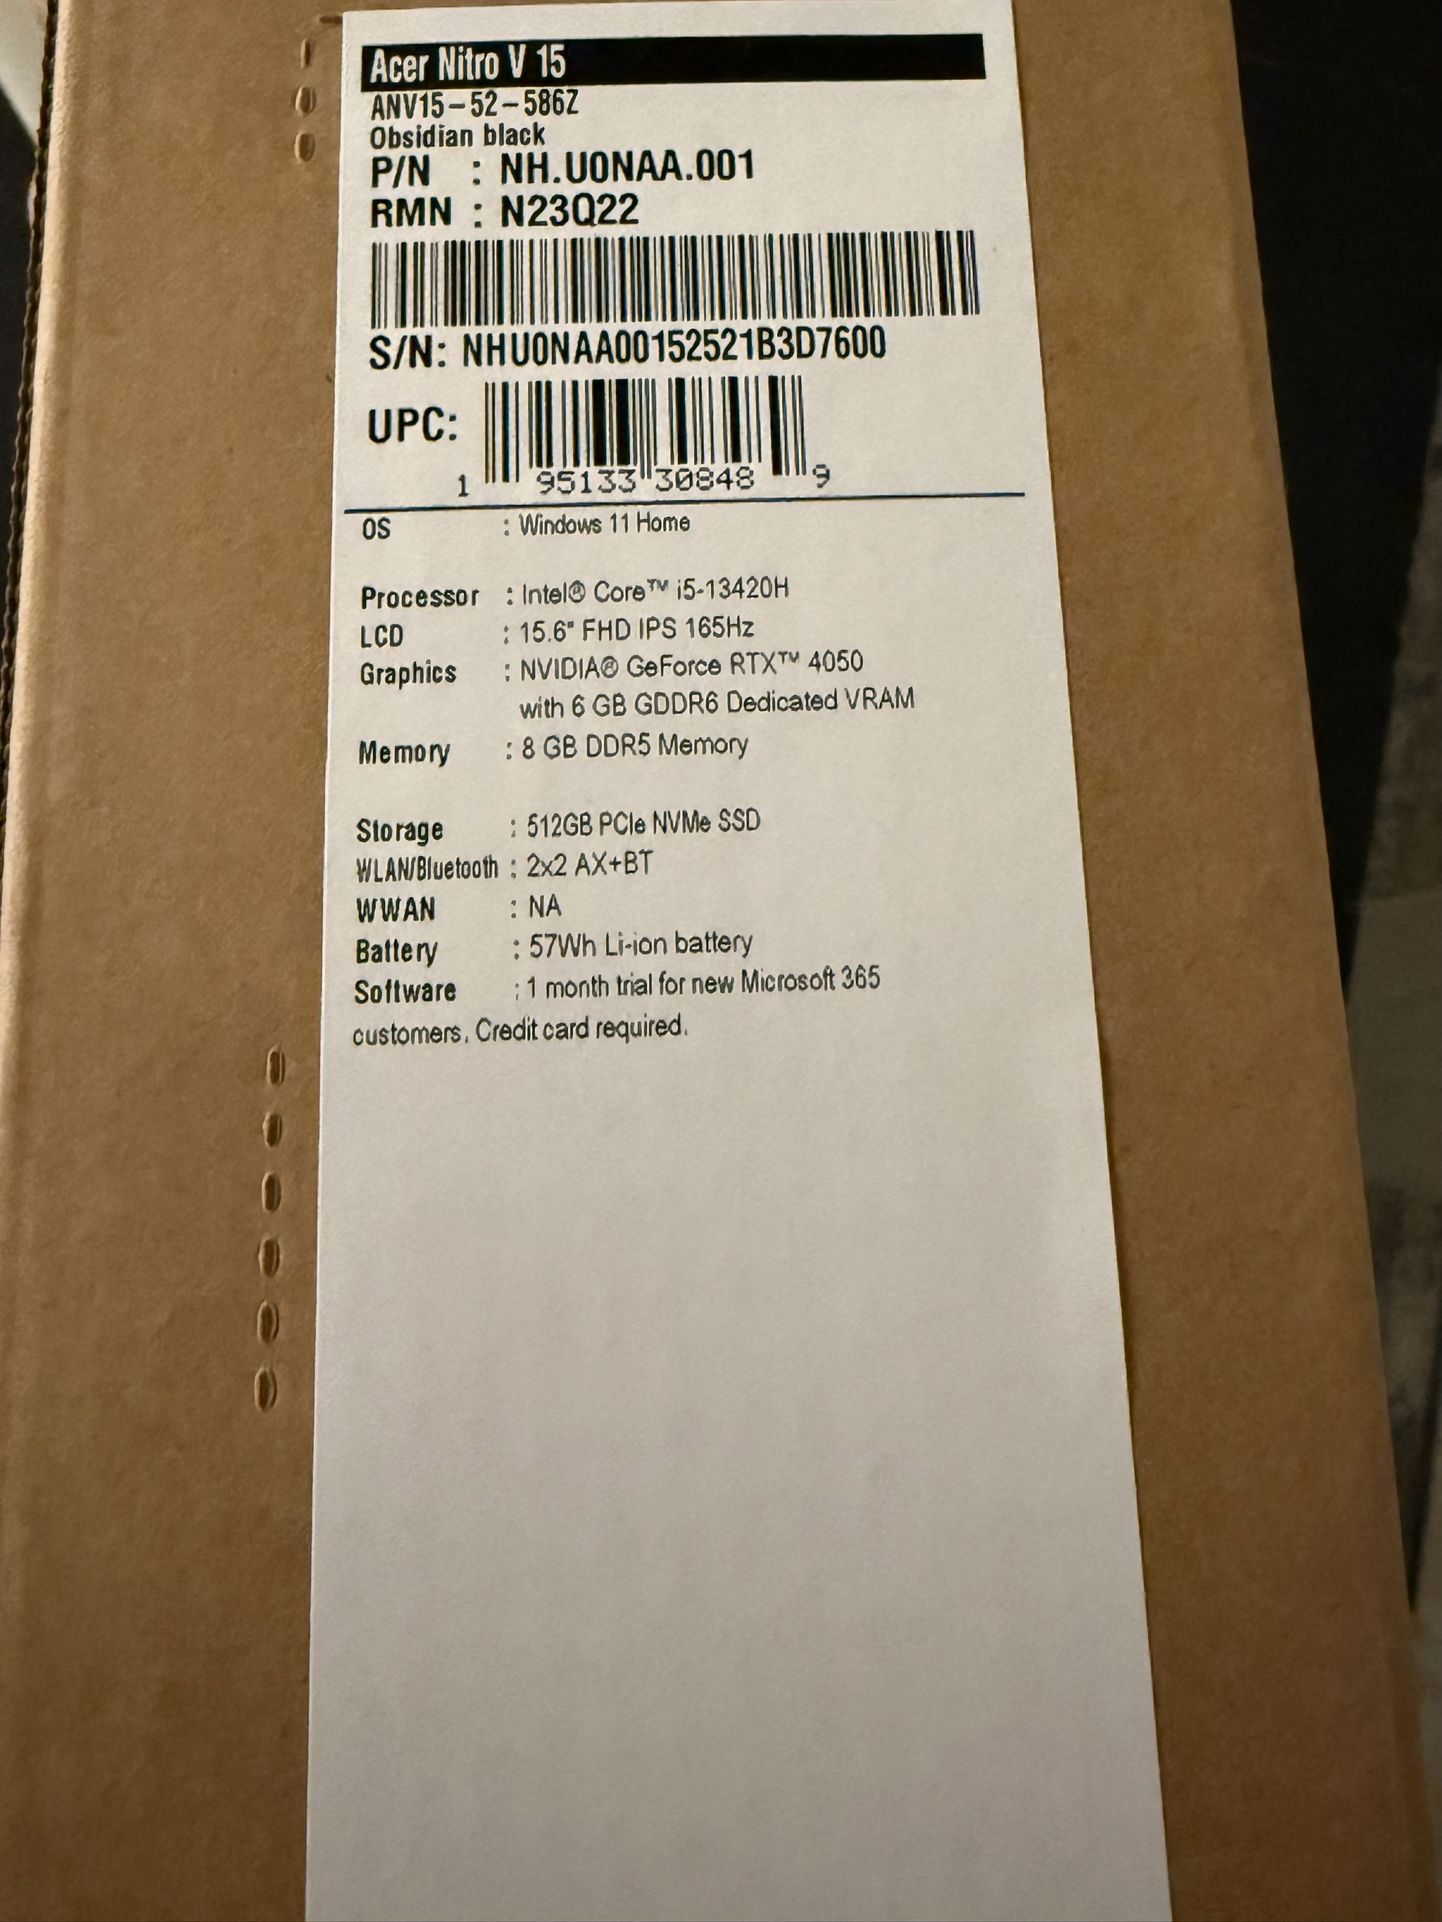 Acer Nitro V 15
ANV15-52-586Z
Obsidian black
P/N : NH.U0NAA.001
RMN : N23Q22
S/N: NHU0NAA00152521B3D7600
UPC:
1 95133 30848 9
OS : Windows 11 Home
Processor : Intel® Core™ i5-13420H
LCD : 15.6" FHD IPS 165Hz
Graphics : NVIDIA® GeForce RTX™ 4050
with 6 GB GDDR6 Dedicated VRAM
Memory : 8 GB DDR5 Memory
Storage : 512GB PCIe NVMe SSD
WLAN/Bluetooth : 2x2 AX+BT
WWAN : NA
Battery : 57Wh Li-ion battery
Software : 1 month trial for new Microsoft 365
customers. Credit card required.